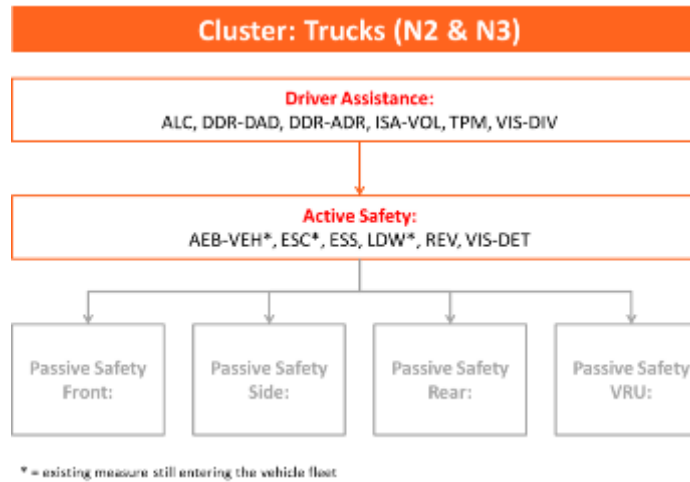 Cluster: Trucks (N2 & N3)
Driver Assistance:
ALC, DDR-DAD, DDR-ADR, ISA-VOL, TPM, VIS-DIV
Active Safety:
AEB-VEH*, ESC*, ESS, LDW*, REV, VIS-DET
Passive Safety
Front:
Passive Safety
Side:
Passive Safety
Rear:
Passive Safety
VRU:
* = existing measure still entering the vehicle fleet